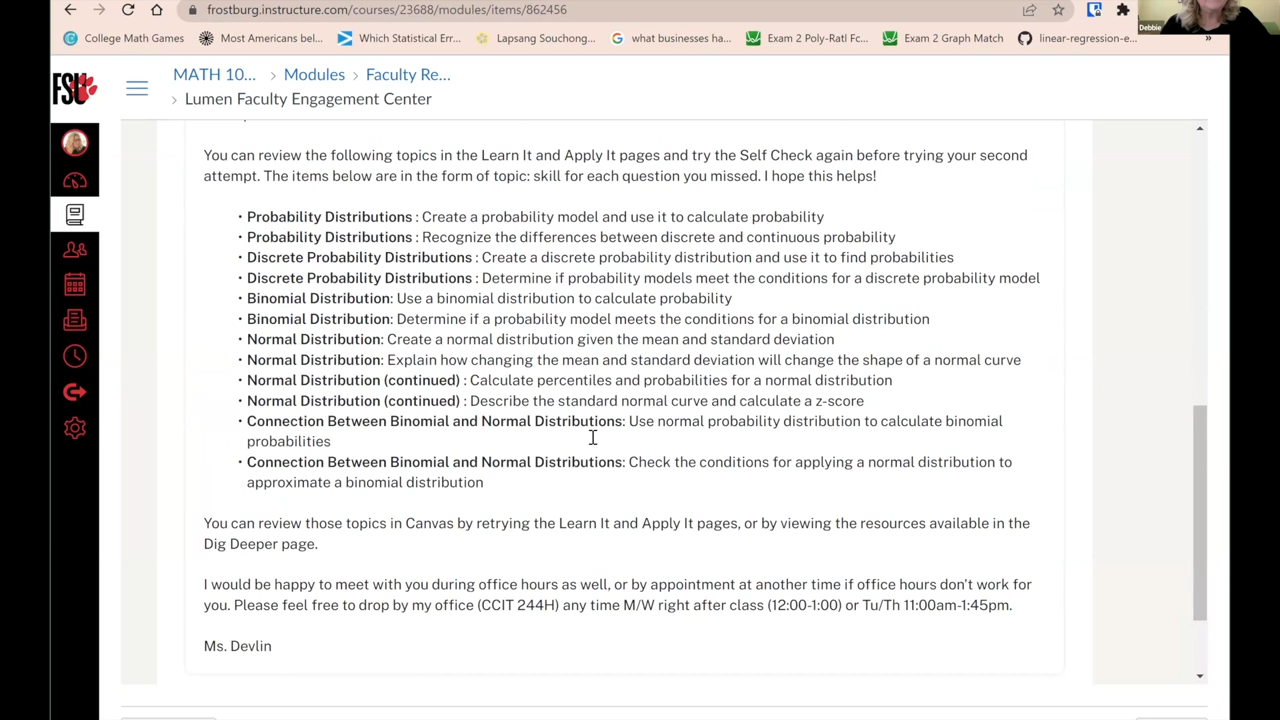 frostburg.instructure.com/courses/23688/modules/items/862456
Debbie
College Math Games
Most Americans bel...
Which Statistical Err...
Lapsang Souchong...
what businesses ha...
Exam 2 Poly-Ratl Fc...
Exam 2 Graph Match
linear-regression-e...
»
FSU
MATH 10... > Modules > Faculty Re...
> Lumen Faculty Engagement Center
You can review the following topics in the Learn It and Apply It pages and try the Self Check again before trying your second
attempt. The items below are in the form of topic: skill for each question you missed. I hope this helps!
• Probability Distributions : Create a probability model and use it to calculate probability
• Probability Distributions : Recognize the differences between discrete and continuous probability
• Discrete Probability Distributions : Create a discrete probability distribution and use it to find probabilities
• Discrete Probability Distributions : Determine if probability models meet the conditions for a discrete probability model
• Binomial Distribution: Use a binomial distribution to calculate probability
• Binomial Distribution: Determine if a probability model meets the conditions for a binomial distribution
• Normal Distribution: Create a normal distribution given the mean and standard deviation
• Normal Distribution: Explain how changing the mean and standard deviation will change the shape of a normal curve
• Normal Distribution (continued) : Calculate percentiles and probabilities for a normal distribution
• Normal Distribution (continued) : Describe the standard normal curve and calculate a z-score
• Connection Between Binomial and Normal Distributions: Use normal probability distribution to calculate binomial
probabilities
• Connection Between Binomial and Normal Distributions: Check the conditions for applying a normal distribution to
approximate a binomial distribution
You can review those topics in Canvas by retrying the Learn It and Apply It pages, or by viewing the resources available in the
Dig Deeper page.
I would be happy to meet with you during office hours as well, or by appointment at another time if office hours don't work for
you. Please feel free to drop by my office (CCIT 244H) any time M/W right after class (12:00-1:00) or Tu/Th 11:00am-1:45pm.
Ms. Devlin